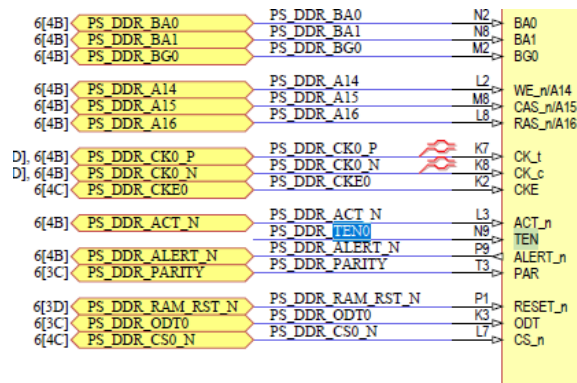 6[4B] PS_DDR_BA0 PS_DDR_BA0 N2 BA0
6[4B] PS_DDR_BA1 PS_DDR_BA1 N8 BA1
6[4B] PS_DDR_BG0 PS_DDR_BG0 M2 BG0
6[4B] PS_DDR_A14 PS_DDR_A14 L2 WE_n/A14
6[4B] PS_DDR_A15 PS_DDR_A15 M8 CAS_n/A15
6[4B] PS_DDR_A16 PS_DDR_A16 L8 RAS_n/A16
D], 6[4B] PS_DDR_CK0_P PS_DDR_CK0_P K7 CK_t
D], 6[4B] PS_DDR_CK0_N PS_DDR_CK0_N K8 CK_c
6[4C] PS_DDR_CKE0 PS_DDR_CKE0 K2 CKE
6[4B] PS_DDR_ACT_N PS_DDR_ACT_N L3 ACT_n
PS_DDR_TEN0 N9 TEN
6[4B] PS_DDR_ALERT_N PS_DDR_ALERT_N P9 ALERT_n
6[3C] PS_DDR_PARITY PS_DDR_PARITY T3 PAR
6[3D] PS_DDR_RAM_RST_N PS_DDR_RAM_RST_N P1 RESET_n
6[3C] PS_DDR_ODT0 PS_DDR_ODT0 K3 ODT
6[4C] PS_DDR_CS0_N PS_DDR_CS0_N L7 CS_n